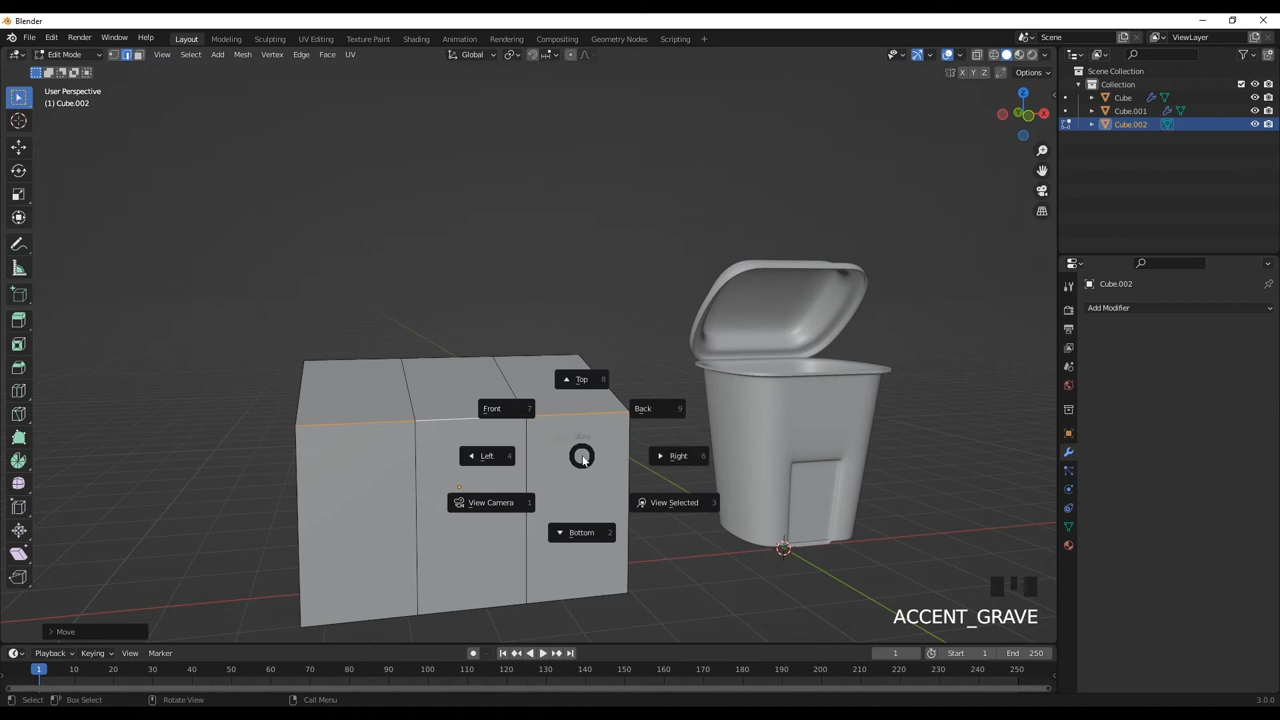 Blender
File Edit Render Window Help
Layout Modeling Sculpting UV Editing Texture Paint Shading Animation Rendering Compositing Geometry Nodes Scripting +
Scene
ViewLayer
Edit Mode
View Select Add Mesh Vertex Edge Face UV
Global
X Y Z
Options
User Perspective
(1) Cube.002
Z
Y
X
Scene Collection
Collection
Cube
Cube.001
Cube.002
Cube.002
Add Modifier
Top 8
Front 7
Back 9
Left 4
Right 6
View Camera 1
View Selected 3
Bottom 2
ACCENT_GRAVE
Move
Playback Keying View Marker
1
Start 1
End 250
1 10 20 30 40 50 60 70 80 90 100 110 120 130 140 150 160 170 180 190 200 210 220 230 240 250
Select Box Select Rotate View Call Menu
3.0.0